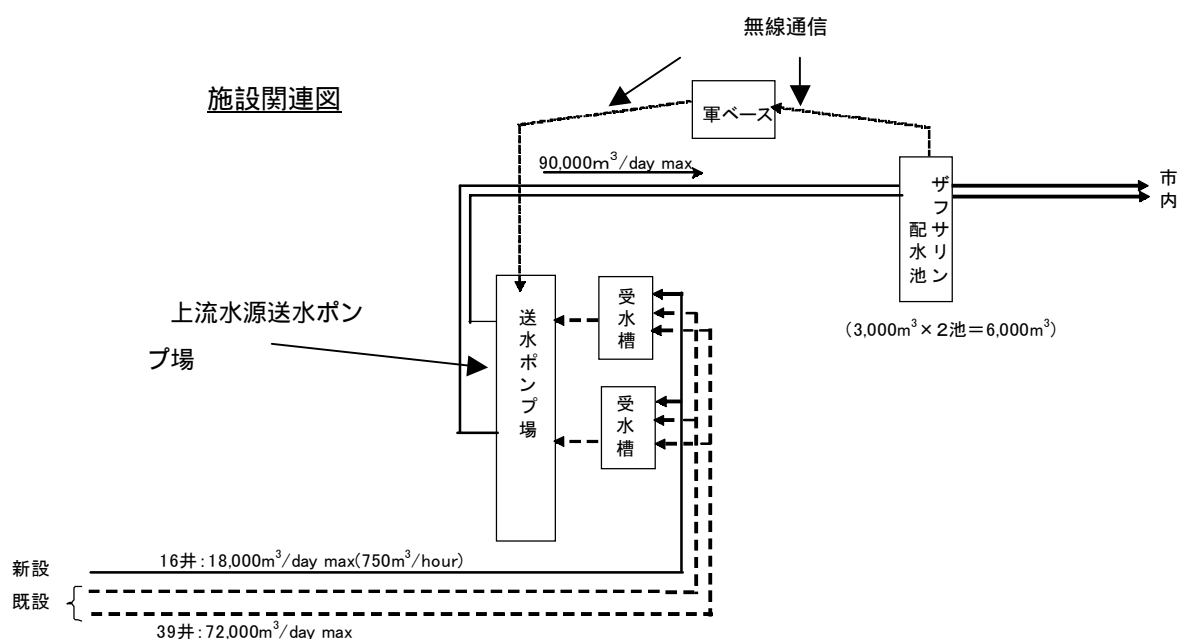 無線通信
施設関連図
軍ベース
90,000m³/day max
市内
ザフサリン
配水池
(3,000m³×2池=6,000m³)
上流水源送水ポン
プ場
送水ポンプ場
受水槽
受水槽
16井:18,000m³/day max(750m³/hour)
新設
既設
39井:72,000m³/day max